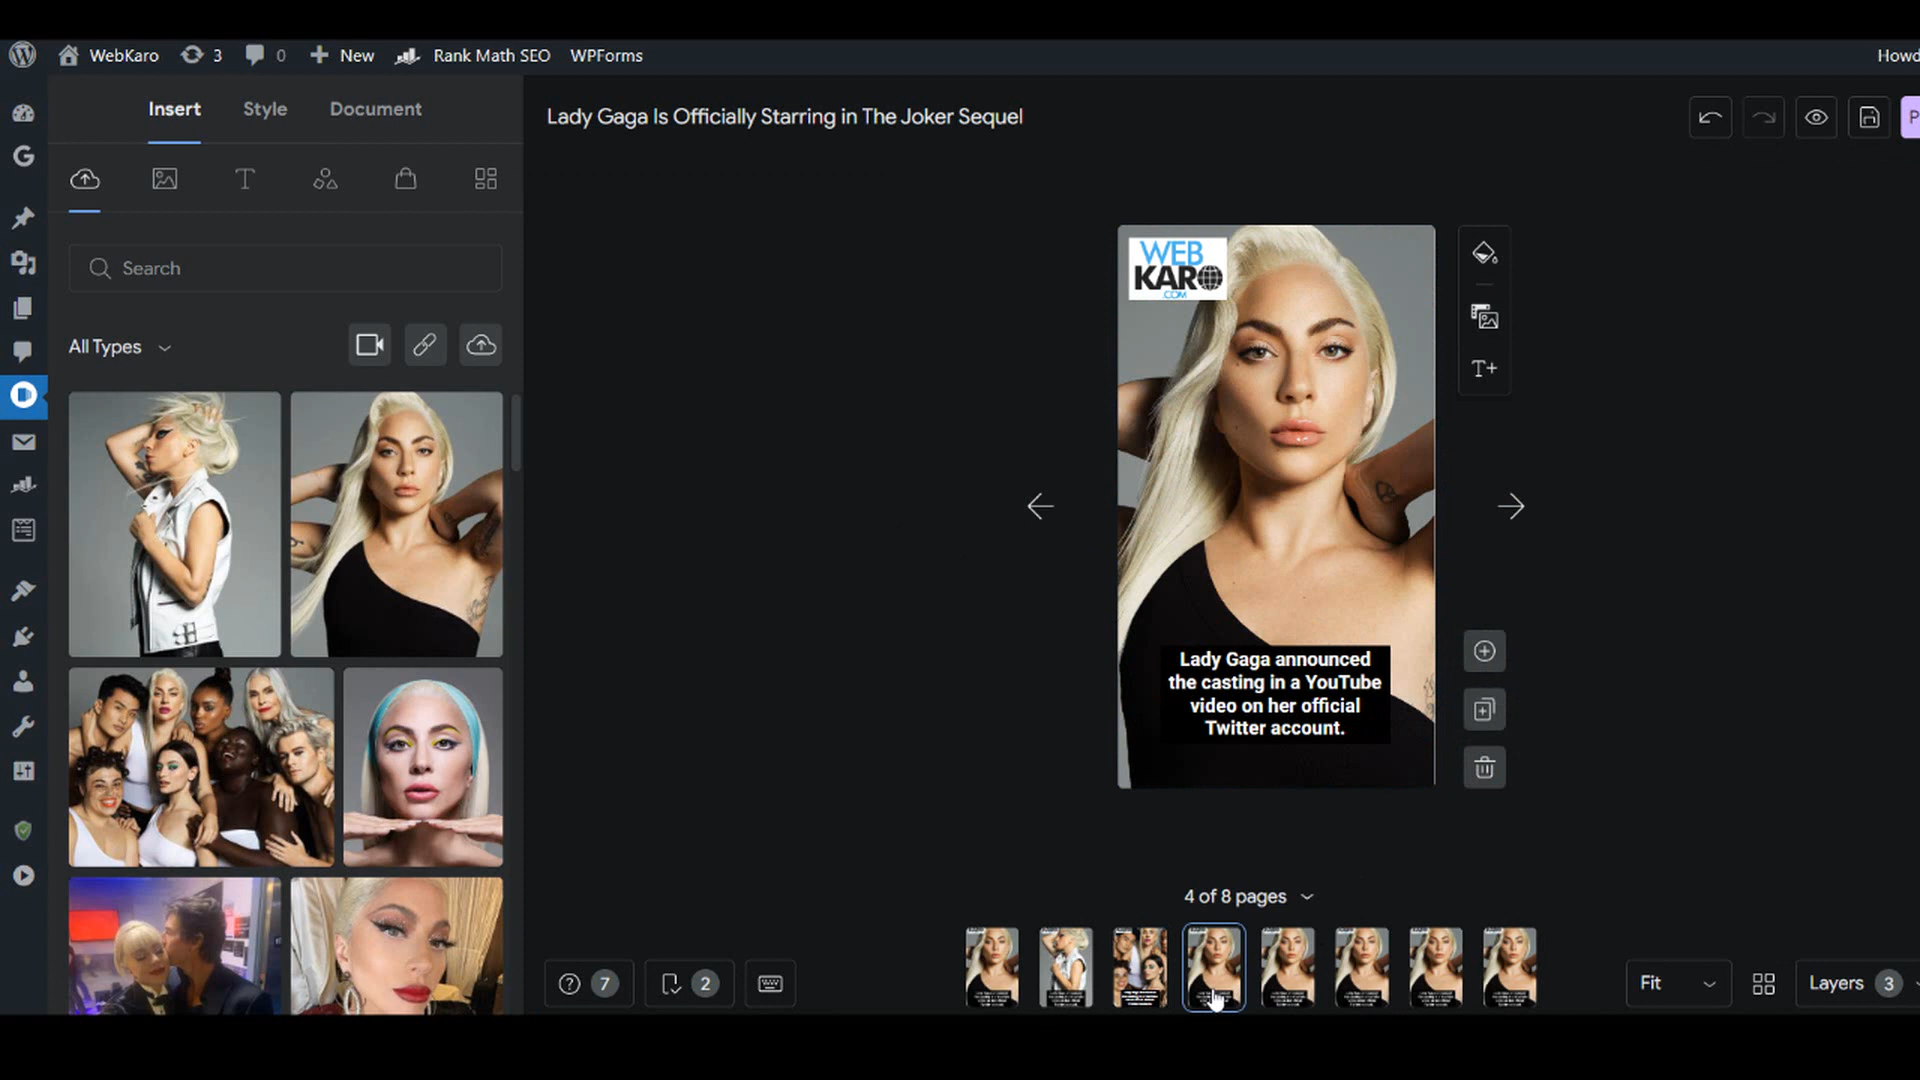 WebKaro 3 0 New Rank Math SEO WPForms Howd
Insert Style Document
Lady Gaga Is Officially Starring in The Joker Sequel
P
Search
All Types
WEB
KARO
.COM
T+
Lady Gaga announced
the casting in a YouTube
video on her official
Twitter account.
4 of 8 pages
7 2
Fit Layers 3